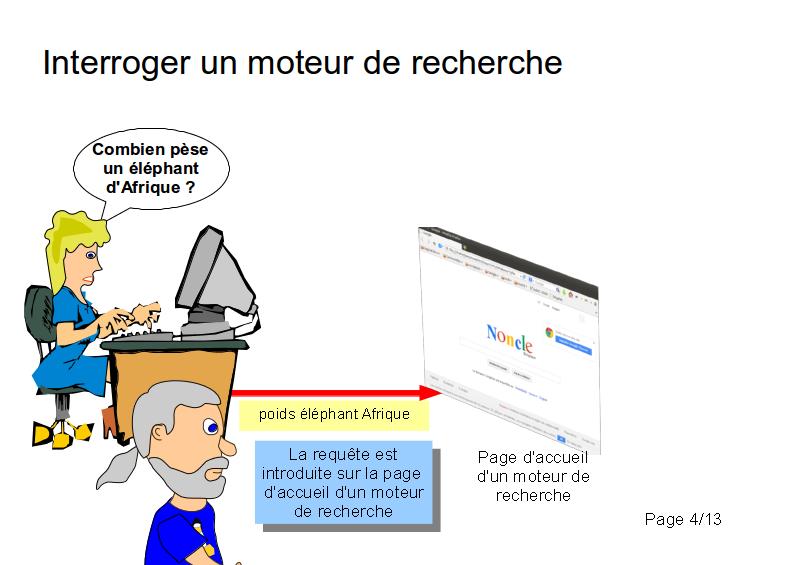 Interroger un moteur de recherche
Combien pèse
un éléphant
d'Afrique ?
Noncle
poids éléphant Afrique
La requête est
introduite sur la page
d'accueil d'un moteur
de recherche
Page d'accueil
d'un moteur de
recherche
Page 4/13